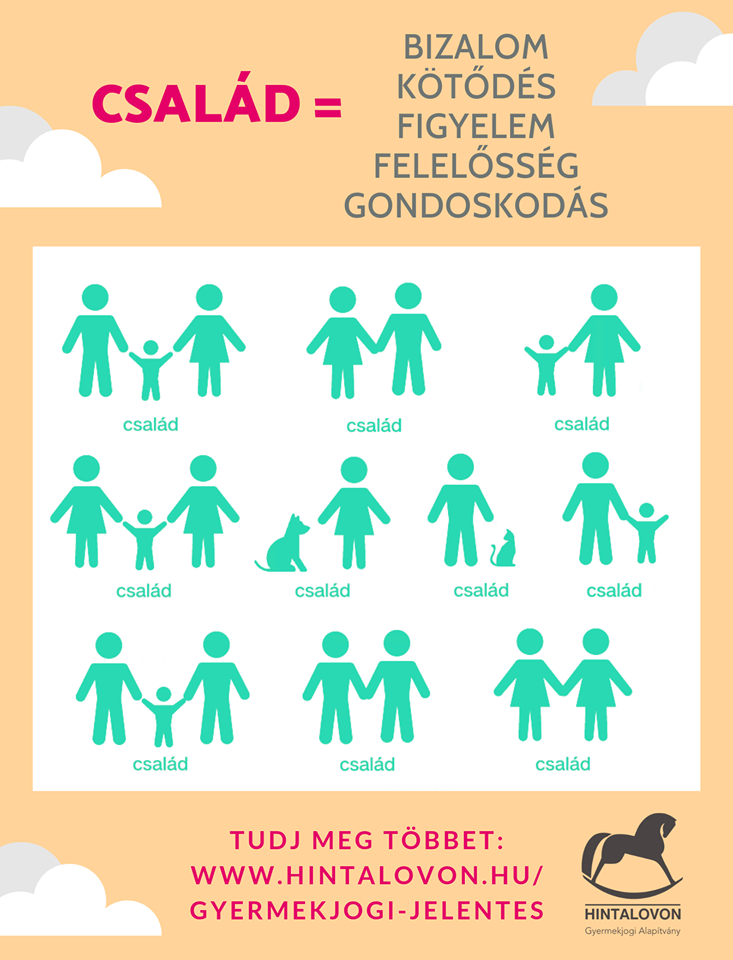 CSALÁD =
BIZALOM
KÖTŐDÉS
FIGYELEM
FELELŐSSÉG
GONDOSKODÁS
család
család
család
család
család
család
család
család
család
család
TUDJ MEG TÖBBET:
WWW.HINTALOVON.HU/
GYERMEKJOGI-JELENTES
HINTALOVON
Gyermekjogi Alapítvány